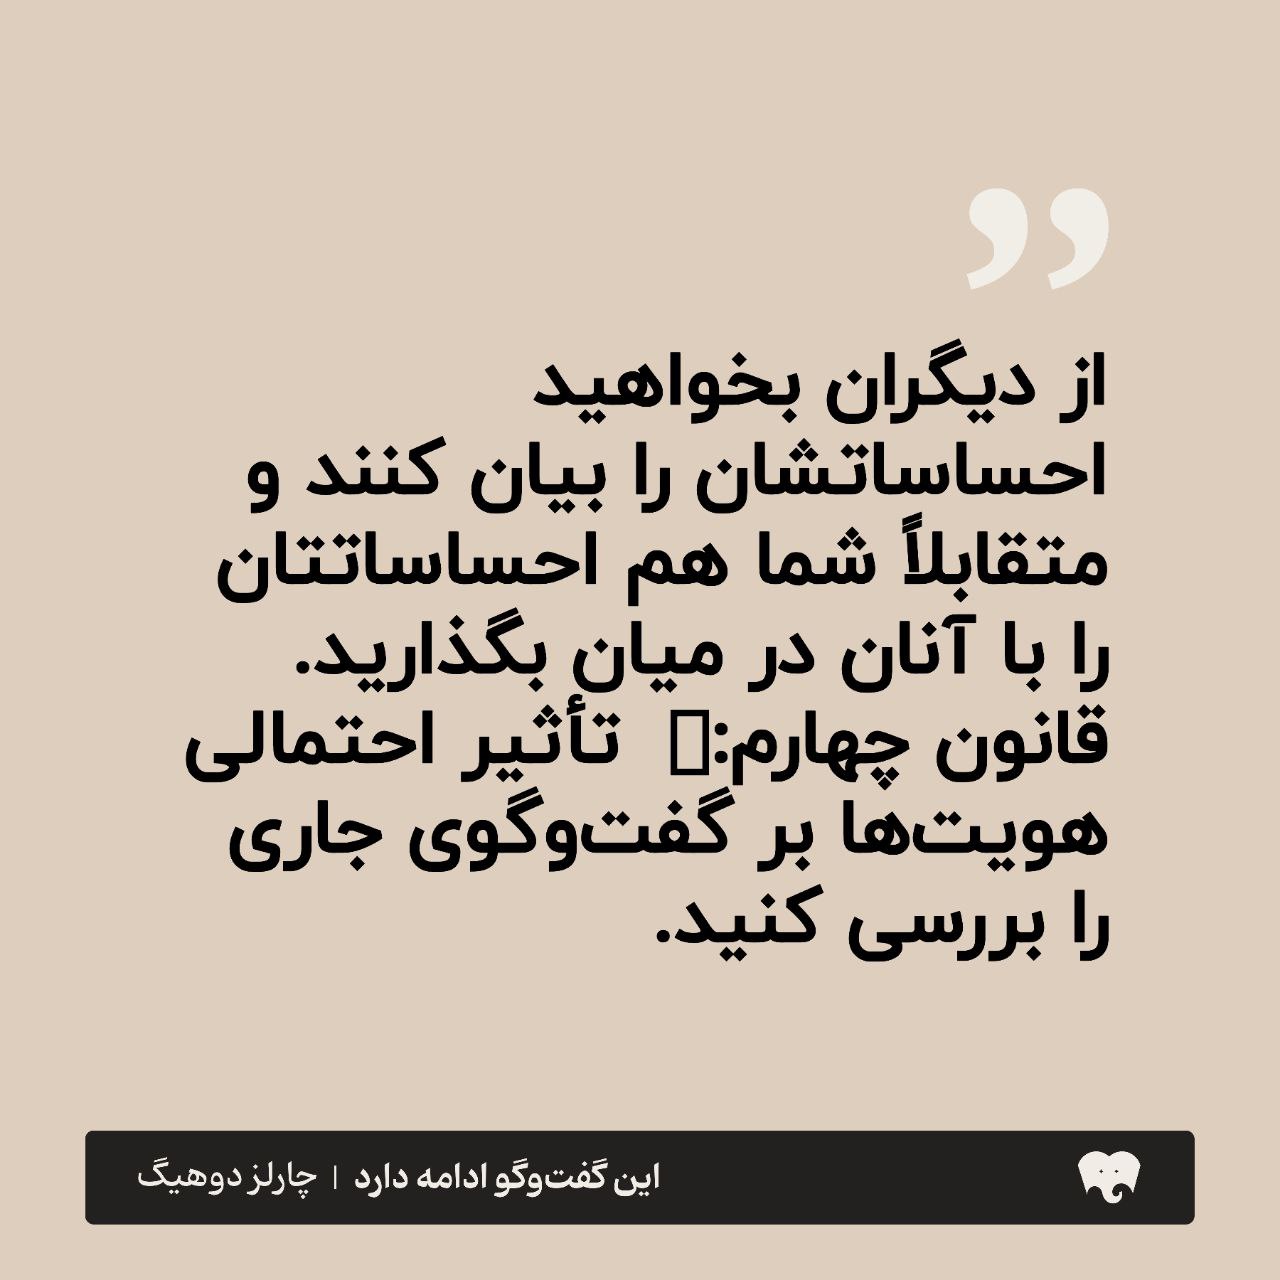 ”
از دیگران بخواهید
احساساتشان را بیان کنند و
متقابلاً شما هم احساساتتان
را با آنان در میان بگذارید.
قانون چهارم:▯ تأثیر احتمالی
هویت‌ها بر گفت‌وگوی جاری
را بررسی کنید.
این گفت‌وگو ادامه دارد | چارلز دوهیگ